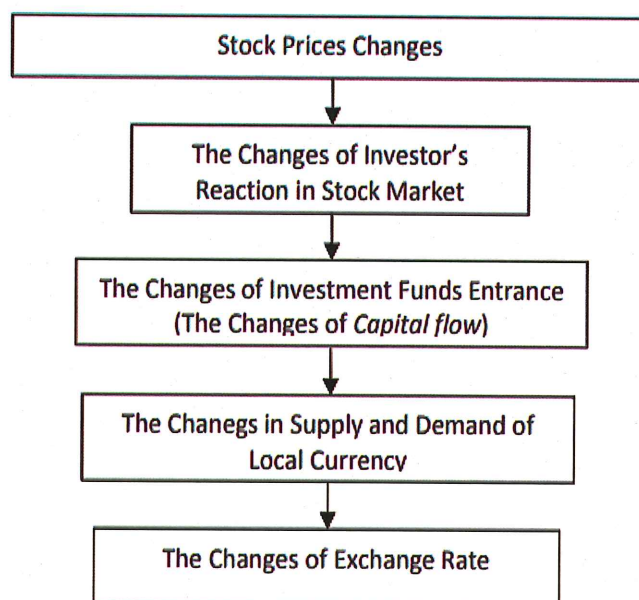 Stock Prices Changes
The Changes of Investor's
Reaction in Stock Market
The Changes of Investment Funds Entrance
(The Changes of Capital flow)
The Chanegs in Supply and Demand of
Local Currency
The Changes of Exchange Rate